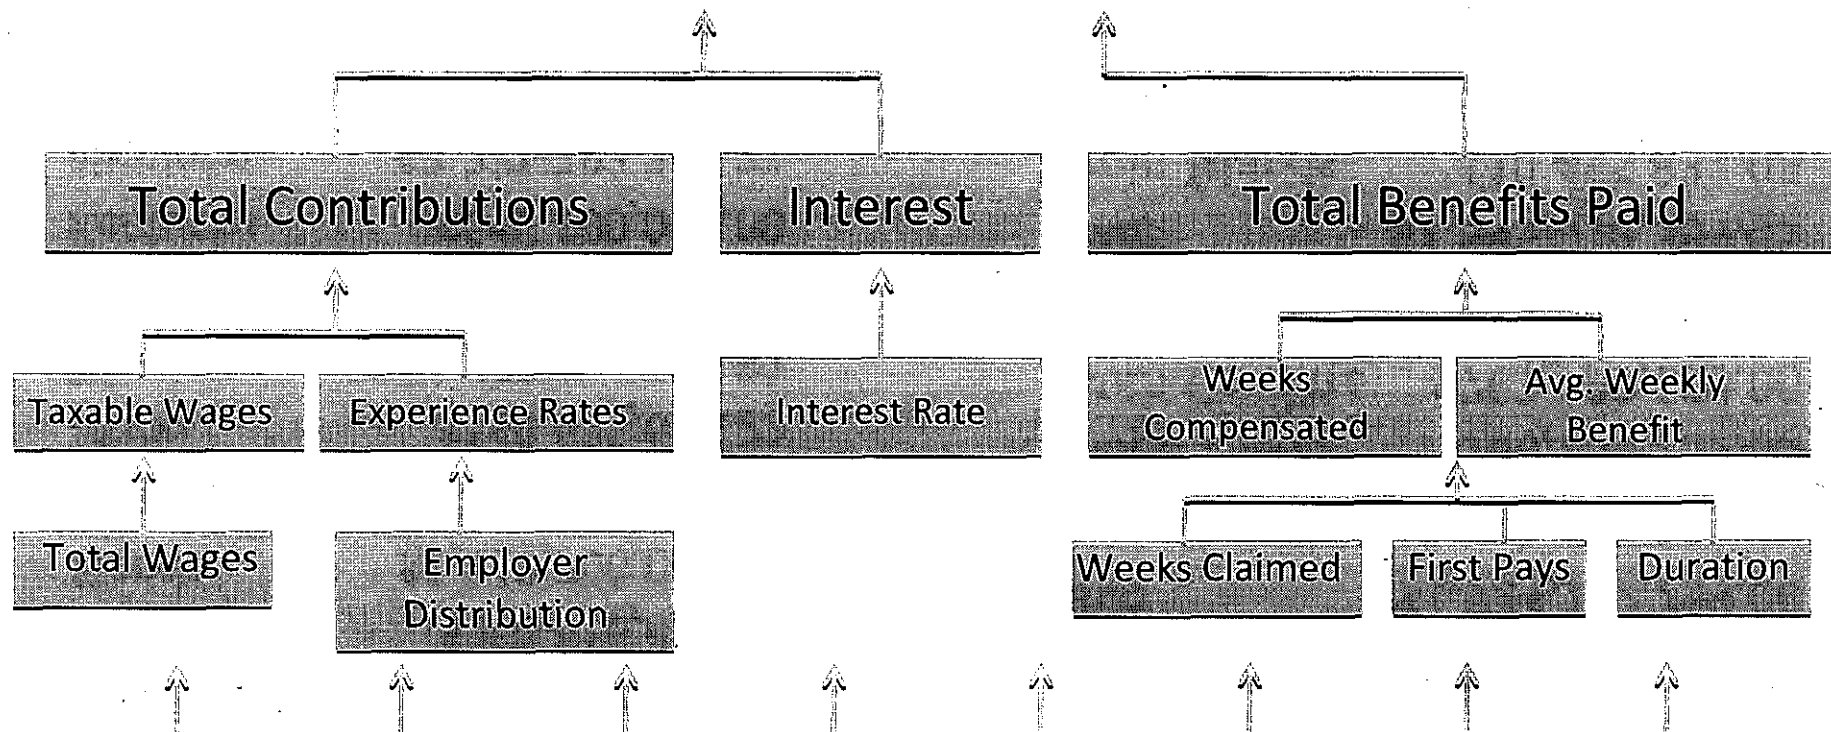 Total Contributions
Interest
Total Benefits Paid
Taxable Wages
Experience Rates
Interest Rate
Weeks
Compensated
Avg. Weekly
Benefit
Total Wages
Employer
Distribution
Weeks Claimed
First Pays
Duration